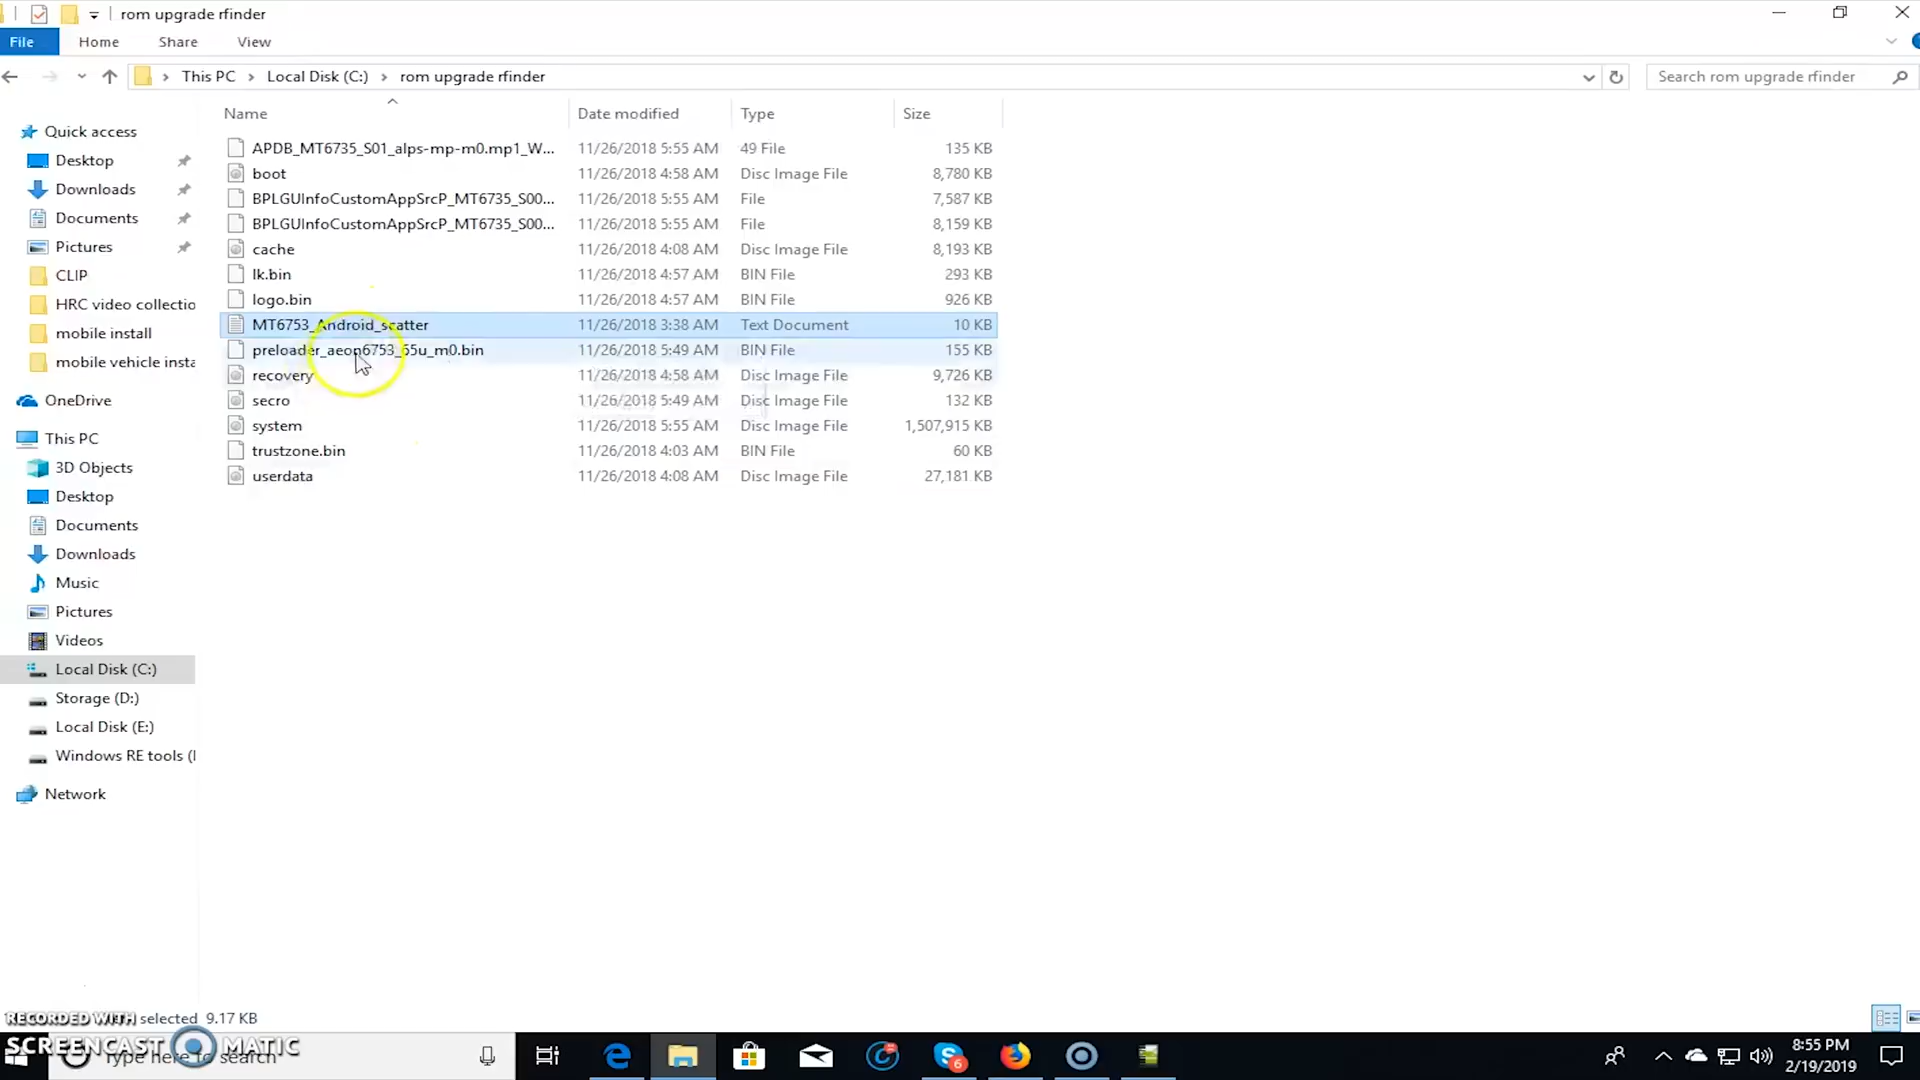 rom upgrade rfinder
File Home Share View
This PC Local Disk (C:) rom upgrade rfinder Search rom upgrade rfinder
Name Date modified Type Size
APDB_MT6735_S01_alps-mp-m0.mp1_W... 11/26/2018 5:55 AM 49 File 135 KB
boot 11/26/2018 4:58 AM Disc Image File 8,780 KB
BPLGUInfoCustomAppSrcP_MT6735_S00... 11/26/2018 5:55 AM File 7,587 KB
BPLGUInfoCustomAppSrcP_MT6735_S00... 11/26/2018 5:55 AM File 8,159 KB
cache 11/26/2018 4:08 AM Disc Image File 8,193 KB
lk.bin 11/26/2018 4:57 AM BIN File 293 KB
logo.bin 11/26/2018 4:57 AM BIN File 926 KB
MT6753_Android_scatter 11/26/2018 3:38 AM Text Document 10 KB
preloader_aeon6753_65u_m0.bin 11/26/2018 5:49 AM BIN File 155 KB
recovery 11/26/2018 4:58 AM Disc Image File 9,726 KB
secro 11/26/2018 5:49 AM Disc Image File 132 KB
system 11/26/2018 5:55 AM Disc Image File 1,507,915 KB
trustzone.bin 11/26/2018 4:03 AM BIN File 60 KB
userdata 11/26/2018 4:08 AM Disc Image File 27,181 KB
Quick access
Desktop
Downloads
Documents
Pictures
CLIP
HRC video collectio
mobile install
mobile vehicle insta
OneDrive
This PC
3D Objects
Desktop
Documents
Downloads
Music
Pictures
Videos
Local Disk (C:)
Storage (D:)
Local Disk (E:)
Windows RE tools (
Network
selected 9.17 KB
RECORDED WITH
SCREENCAST MATIC
Type here to search
6
8:55 PM
2/19/2019